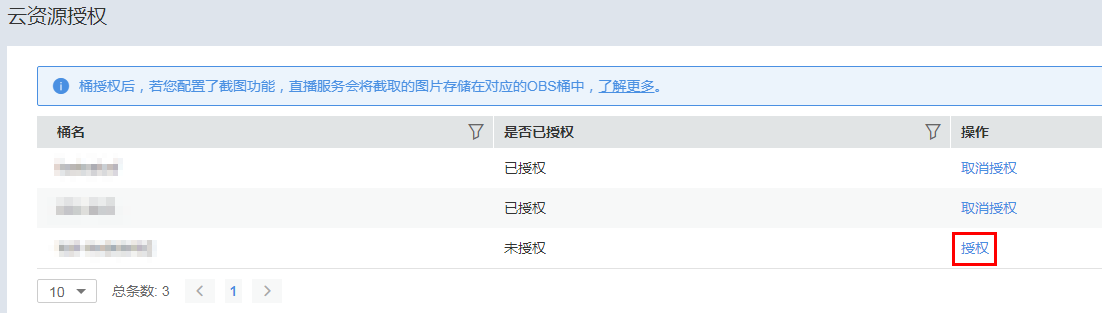 云资源授权
桶授权后，若您配置了截图功能，直播服务会将截取的图片存储在对应的OBS桶中，了解更多。
桶名 是否已授权 操作
已授权 取消授权
已授权 取消授权
未授权 授权
10 总条数: 3 1